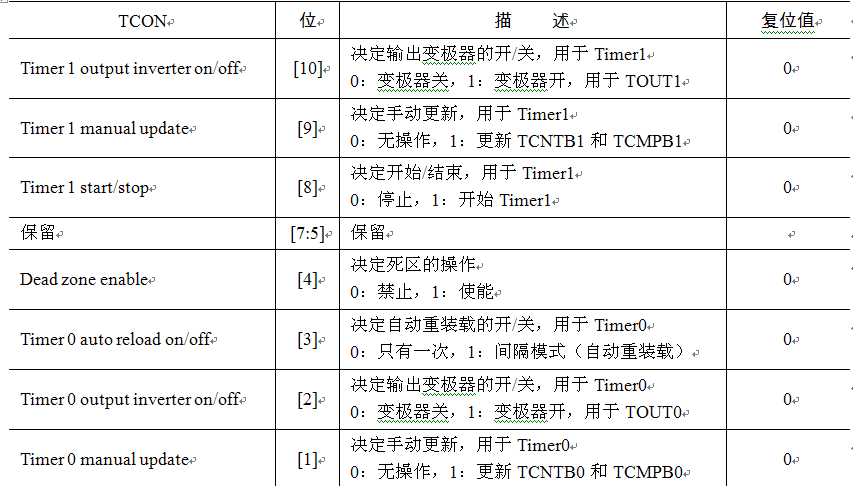 TCON 位 描 述 复位值
Timer 1 output inverter on/off [10] 决定输出变极器的开/关，用于 Timer1 0
0：变极器关，1：变极器开，用于 TOUT1
Timer 1 manual update [9] 决定手动更新，用于 Timer1 0
0：无操作，1：更新 TCNTB1 和 TCMPB1
Timer 1 start/stop [8] 决定开始/结束，用于 Timer1 0
0：停止，1：开始 Timer1
保留 [7:5] 保留
Dead zone enable [4] 决定死区的操作 0
0：禁止，1：使能
Timer 0 auto reload on/off [3] 决定自动重装载的开/关，用于 Timer0 0
0：只有一次，1：间隔模式（自动重装载）
Timer 0 output inverter on/off [2] 决定输出变极器的开/关，用于 Timer0 0
0：变极器关，1：变极器开，用于 TOUT0
Timer 0 manual update [1] 决定手动更新，用于 Timer0 0
0：无操作，1：更新 TCNTB0 和 TCMPB0